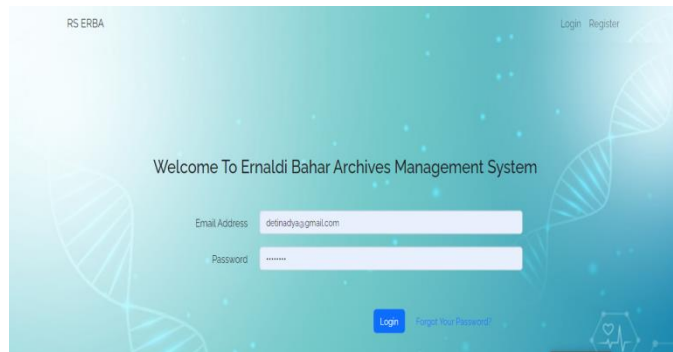 RS ERBA
Login Register
Welcome To Ernaldi Bahar Archives Management System
Email Address detinadya@gmail.com
Password ••••••••
Login Forgot Your Password?